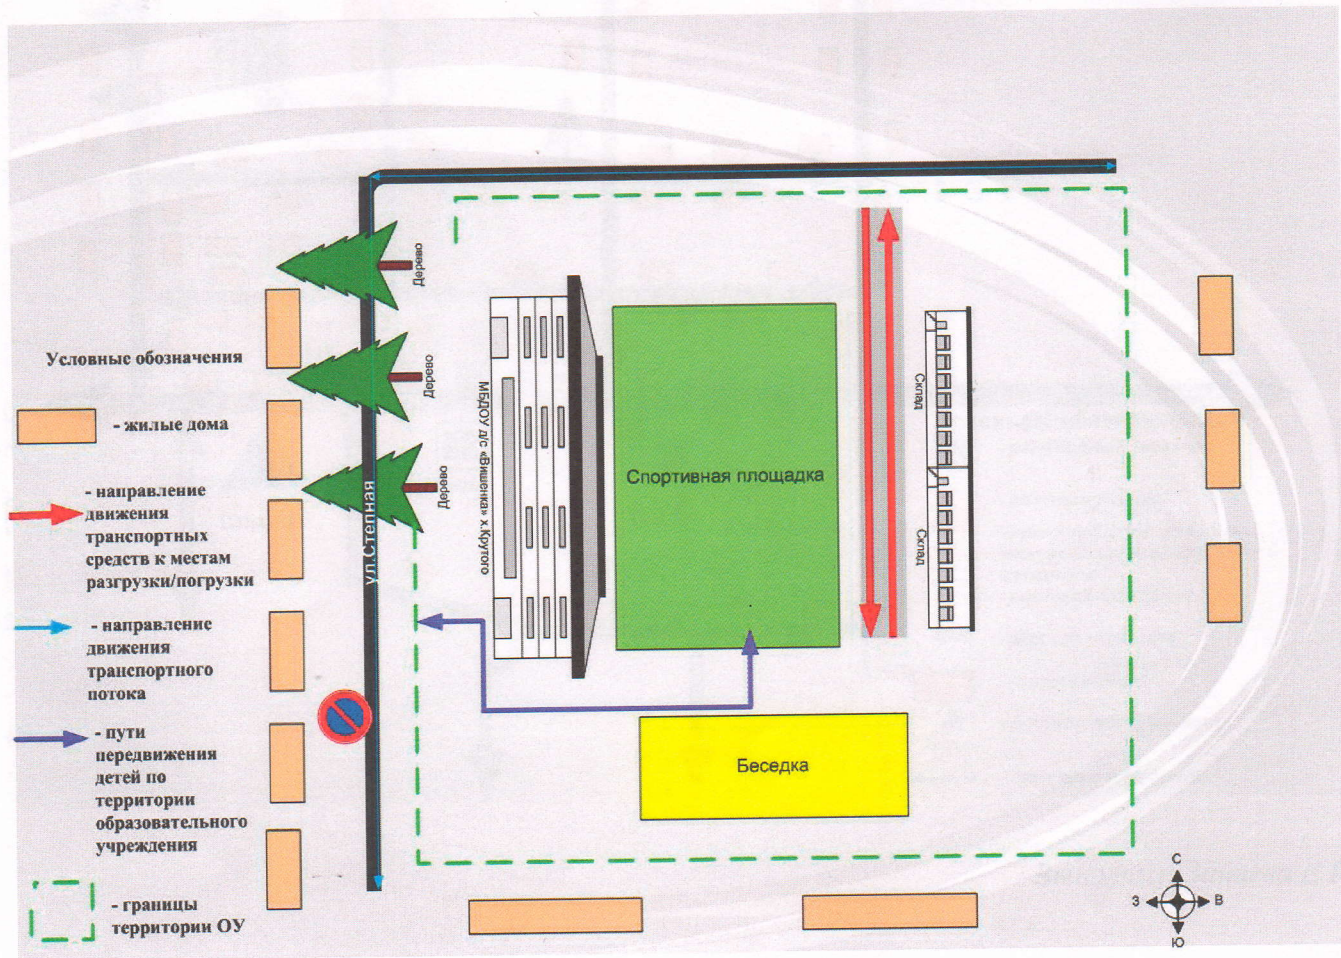 Условные обозначения
- жилые дома
- направление
движения
транспортных
средств к местам
разгрузки/погрузки
- направление
движения
транспортного
потока
- пути
передвижения
детей по
территории
образовательного
учреждения
- границы
территории ОУ
Дерево
Дерево
Дерево
ул.Степная
МБДОУ д/с «Вишенка» х.Крутого
Спортивная площадка
Склад
Склад
Беседка
С
З
В
Ю